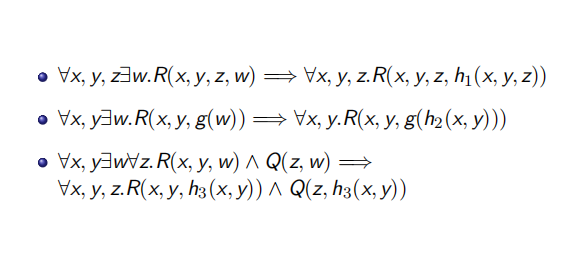 • ∀x, y, z∃w.R(x, y, z, w) ⟹ ∀x, y, z.R(x, y, z, h₁(x, y, z))
• ∀x, y∃w.R(x, y, g(w)) ⟹ ∀x, y.R(x, y, g(h₂(x, y)))
• ∀x, y∃w∀z.R(x, y, w) ∧ Q(z, w) ⟹
∀x, y, z.R(x, y, h₃(x, y)) ∧ Q(z, h₃(x, y))